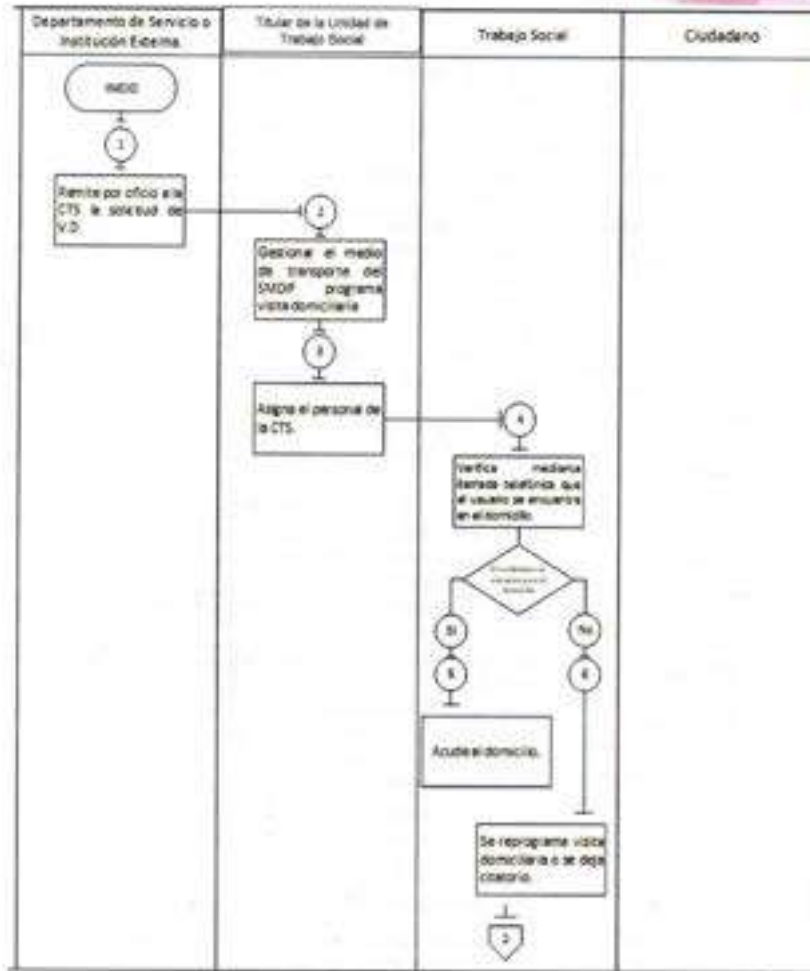 Departamento de Servicio o
Institución Externa.
Titular de la Unidad de
Trabajo Social
Trabajo Social
Ciudadano
INICIO
1
Remite por oficio a la
CTS la solicitud de
V.D.
2
Gestionar el medio
de transporte del
SMDIF programa
visita domiciliaria
3
Asigna el personal de
la CTS.
4
Verifica mediante
llamada telefónica que
el usuario se encuentra
en el domicilio.
Si
No
5
6
Acude al domicilio.
Se reprograma visita
domiciliaria o se deja
citatorio.